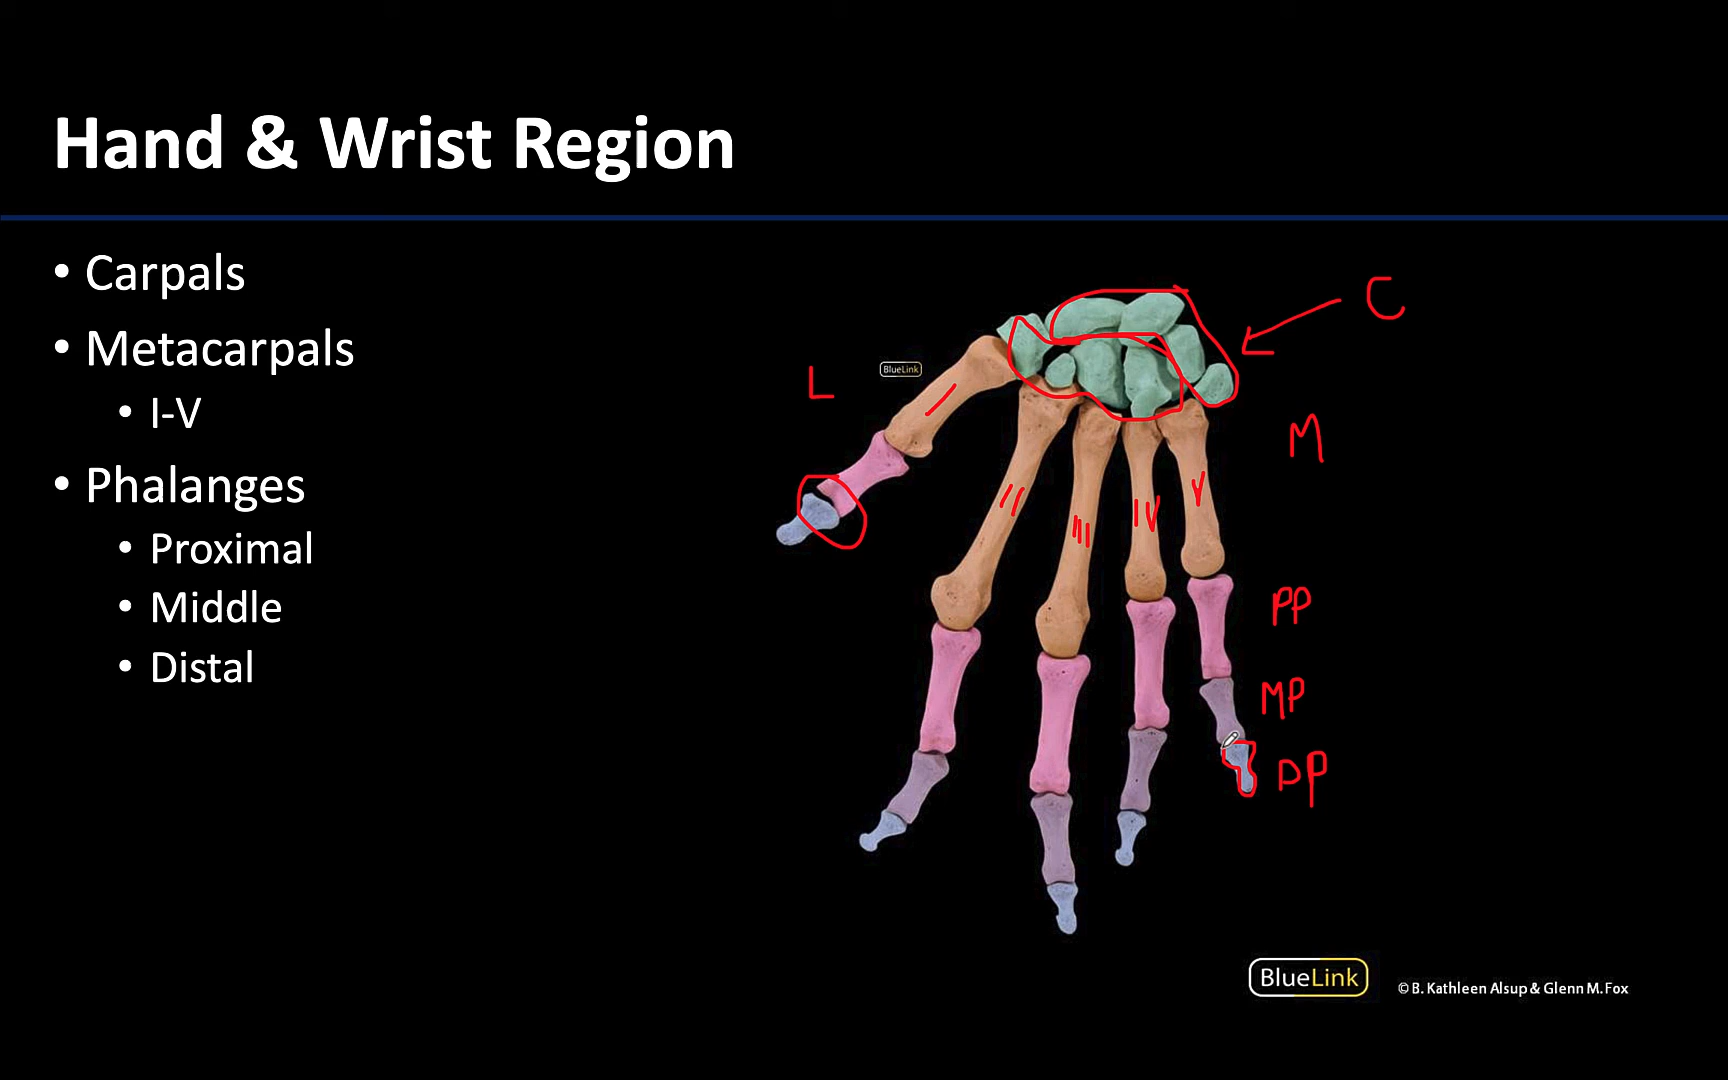 Hand & Wrist Region
• Carpals
• Metacarpals
• I-V
• Phalanges
• Proximal
• Middle
• Distal
C
L
BlueLink
I
M
II
III
IV
V
PP
MP
DP
BlueLink
© B. Kathleen Alsup & Glenn M. Fox